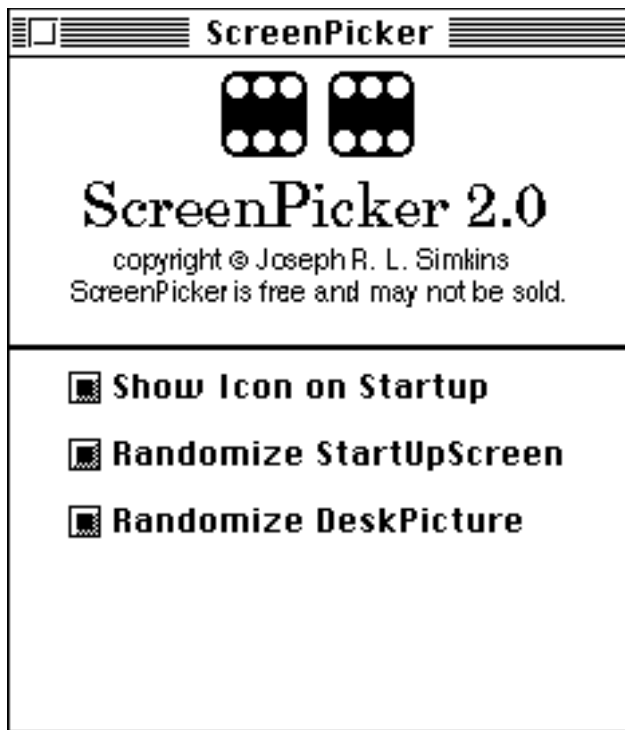 ScreenPicker
ScreenPicker 2.0
copyright © Joseph R. L. Simkins
ScreenPicker is free and may not be sold.
Show Icon on Startup
Randomize StartUpScreen
Randomize DeskPicture